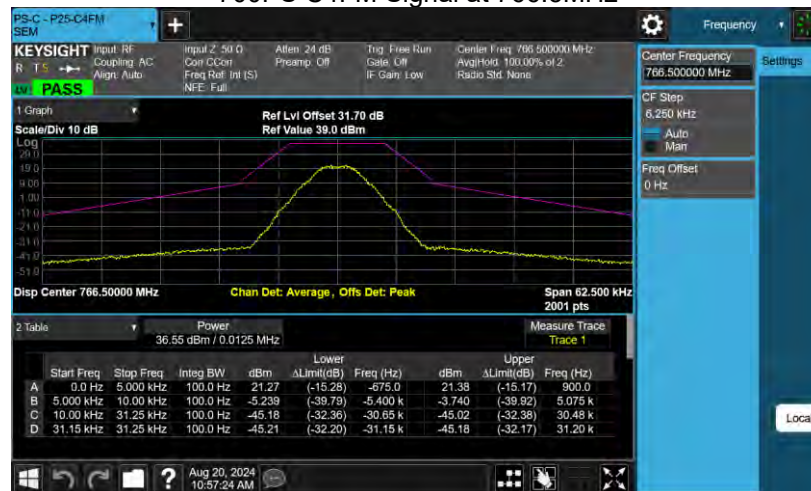 PS-C - P25-C4FM
SEM
Frequency
KEYSIGHT Input: RF
Coupling: AC
Align: Auto
Input Z: 50 Ω
Corr CCorr
Freq Ref: Int (S)
NFE: Full
Atten: 24 dB
Preamp: Off
Trig: Free Run
Gate: Off
IF Gain: Low
Center Freq: 766.500000 MHz
Avg|Hold: 100.00% of 2
Radio Std: None
PASS
Center Frequency
766.500000 MHz
Settings
CF Step
6.250 kHz
Auto
Man
Freq Offset
0 Hz
1 Graph
Scale/Div 10 dB
Ref Lvl Offset 31.70 dB
Ref Value 39.0 dBm
Log
29.0
19.0
9.00
-1.00
-11.0
-21.0
-31.0
-41.0
-51.0
Disp Center 766.50000 MHz
Chan Det: Average, Offs Det: Peak
Span 62.500 kHz
2001 pts
2 Table
Power
36.55 dBm / 0.0125 MHz
Measure Trace
Trace 1
Lower Upper
Start Freq Stop Freq Integ BW dBm ΔLimit(dB) Freq (Hz) dBm ΔLimit(dB) Freq (Hz)
A 0.0 Hz 5.000 kHz 100.0 Hz 21.27 (-15.28) -675.0 21.38 (-15.17) 900.0
B 5.000 kHz 10.00 kHz 100.0 Hz -5.239 (-39.79) -5.400 k -3.740 (-39.92) 5.075 k
C 10.00 kHz 31.25 kHz 100.0 Hz -45.18 (-32.36) -30.65 k -45.02 (-32.38) 30.48 k
D 31.15 kHz 31.25 kHz 100.0 Hz -45.21 (-32.20) -31.15 k -45.18 (-32.17) 31.20 k
Loca
Aug 20, 2024
10:57:24 AM